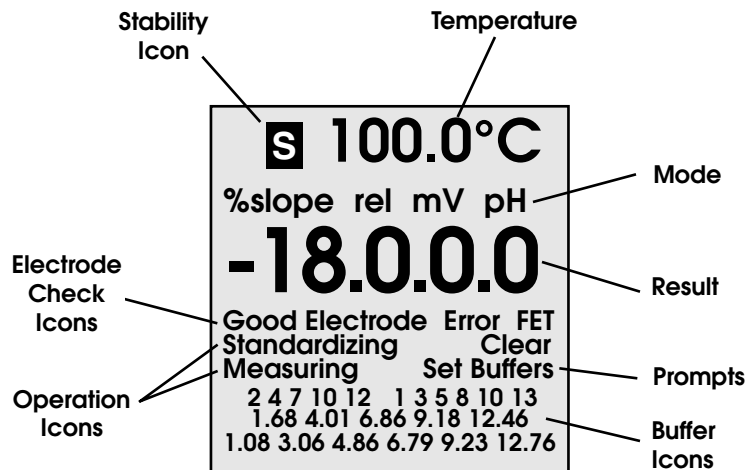 Stability
Icon
Temperature
S 100.0°C
%slope rel mV pH
Mode
-18.0.0.0
Result
Electrode
Check
Icons
Good Electrode Error FET
Standardizing Clear
Measuring Set Buffers
Prompts
Operation
Icons
2 4 7 10 12 1 3 5 8 10 13
1.68 4.01 6.86 9.18 12.46
1.08 3.06 4.86 6.79 9.23 12.76
Buffer
Icons